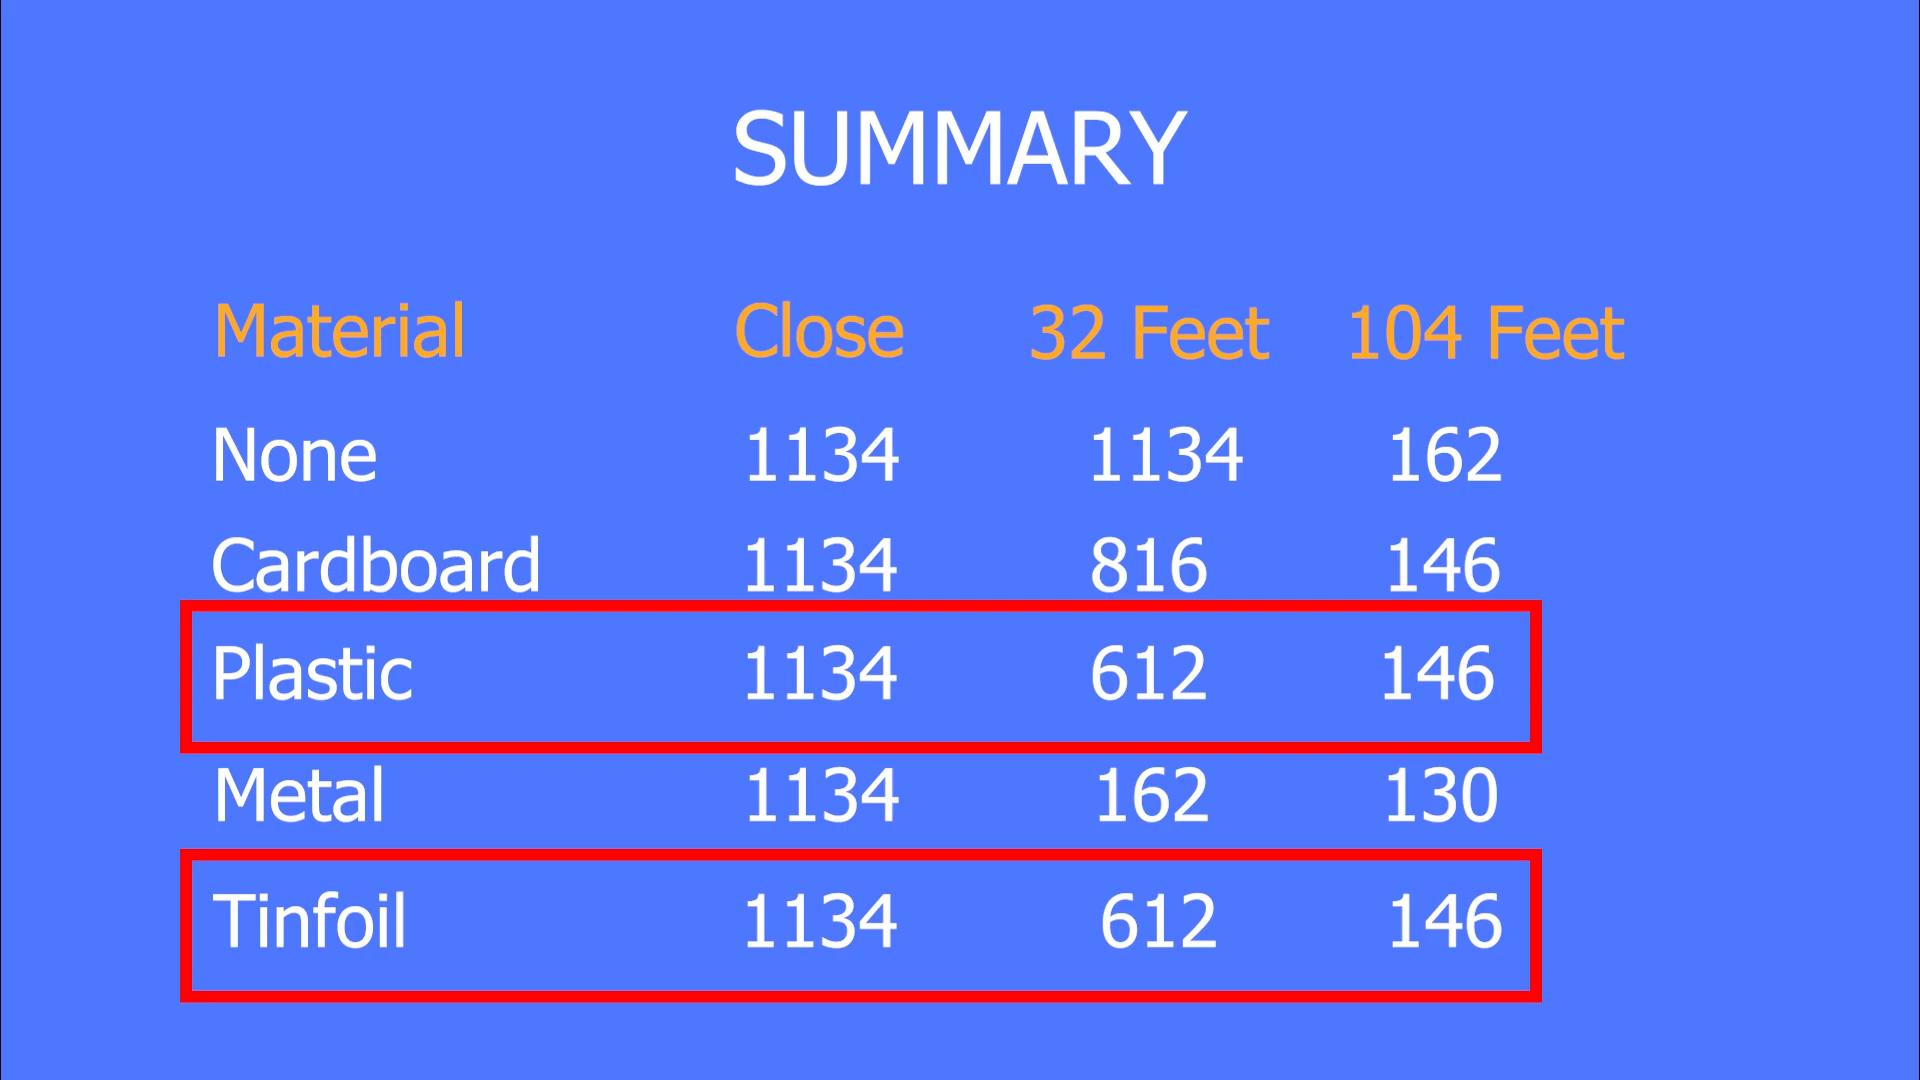 SUMMARY
Material Close 32 Feet 104 Feet
None 1134 1134 162
Cardboard 1134 816 146
Plastic 1134 612 146
Metal 1134 162 130
Tinfoil 1134 612 146